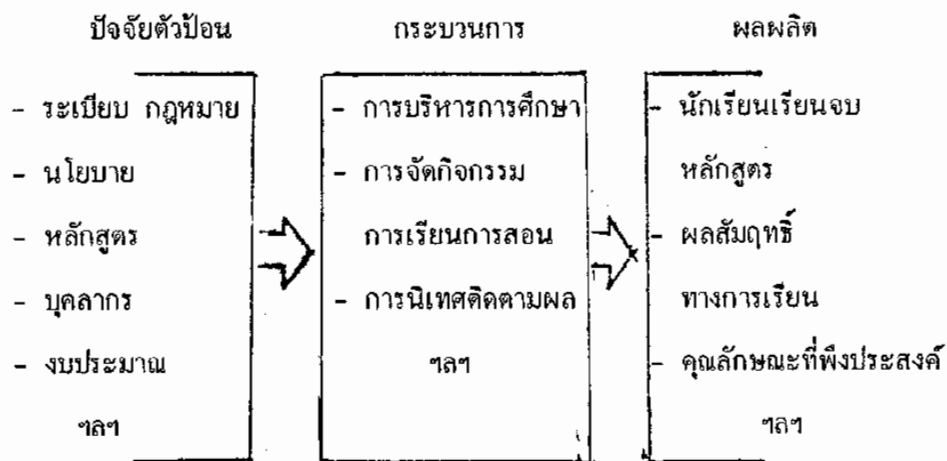 ปัจจัยตัวป้อน
- ระเบียบ กฎหมาย
- นโยบาย
- หลักสูตร
- บุคลากร
- งบประมาณ
ฯลฯ
กระบวนการ
- การบริหารการศึกษา
- การจัดกิจกรรม
การเรียนการสอน
- การนิเทศติดตามผล
ฯลฯ
ผลผลิต
- นักเรียนเรียนจบ
หลักสูตร
- ผลสัมฤทธิ์
ทางการเรียน
- คุณลักษณะที่พึงประสงค์
ฯลฯ